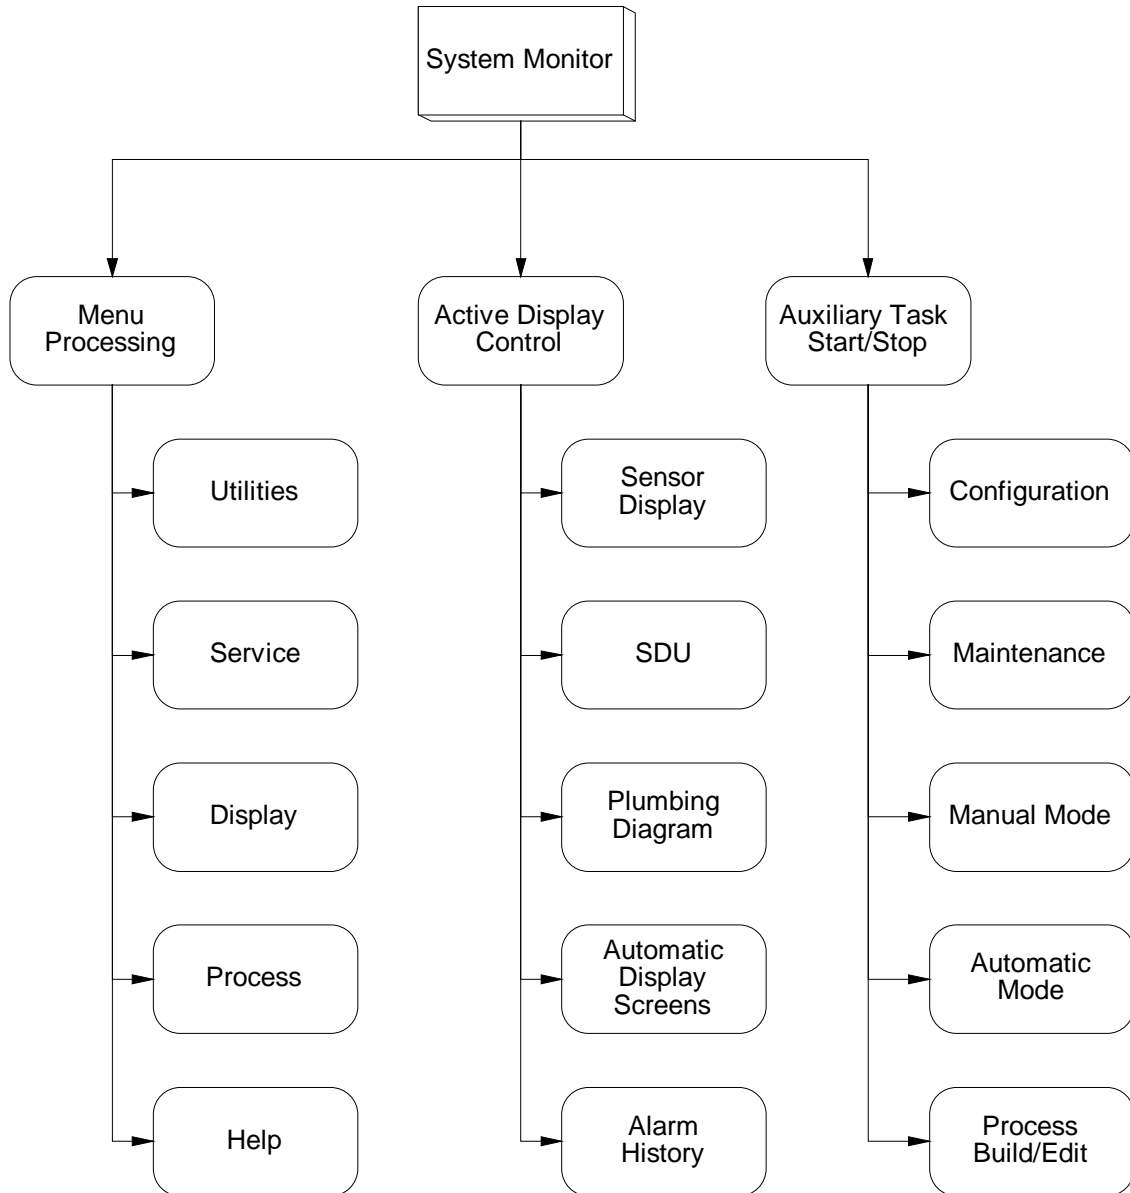 System Monitor
Menu
Processing
Active Display
Control
Auxiliary Task
Start/Stop
Utilities
Sensor
Display
Configuration
Service
SDU
Maintenance
Display
Plumbing
Diagram
Manual Mode
Process
Automatic
Display
Screens
Automatic
Mode
Help
Alarm
History
Process
Build/Edit